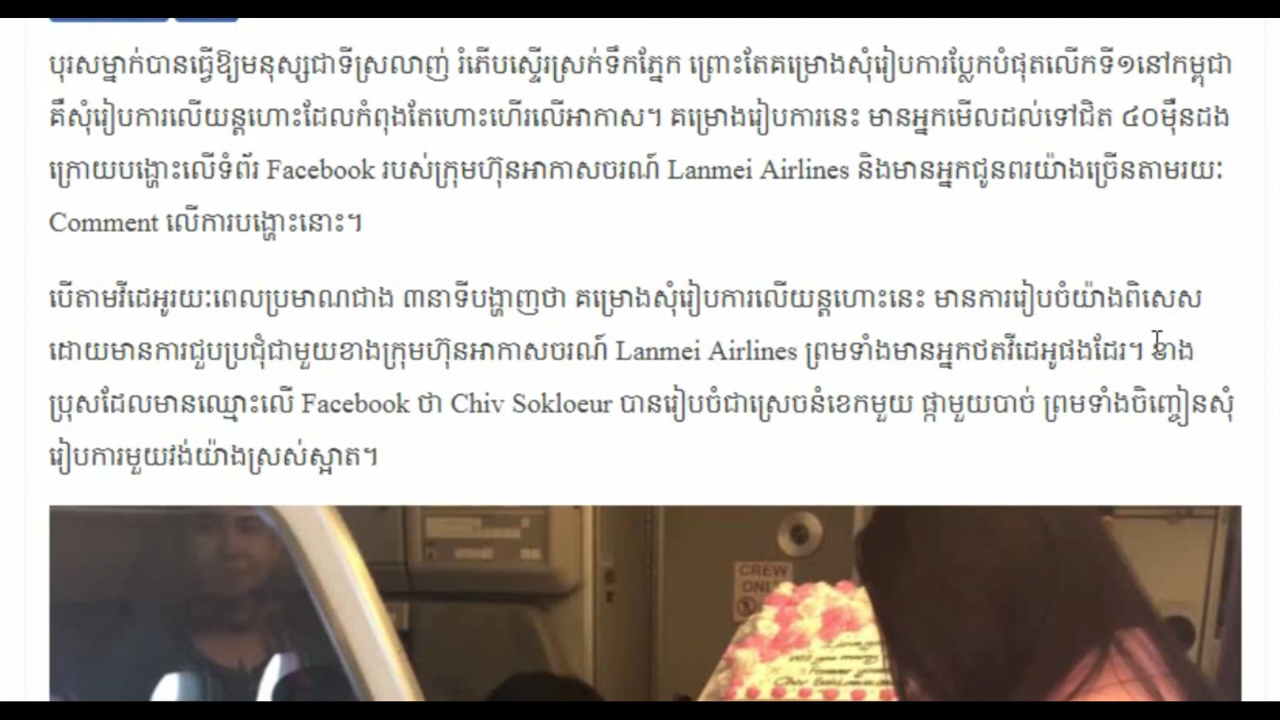 បុរសម្នាក់បានធ្វើឱ្យមនុស្សជាទីស្រលាញ់ រំភើបស្ទើរស្រក់ទឹកភ្នែក ព្រោះតែគម្រោងសុំរៀបការប្លែកបំផុតលើកទី១នៅកម្ពុជា
គឺសុំរៀបការលើយន្តហោះដែលកំពុងតែហោះហើរលើអាកាស។ គម្រោងរៀបការនេះ មានអ្នកមើលដល់ទៅជិត ៤០ម៉ឺនដង
ក្រោយបង្ហោះលើទំព័រ Facebook របស់ក្រុមហ៊ុនអាកាសចរណ៍ Lanmei Airlines និងមានអ្នកជូនពរយ៉ាងច្រើនតាមរយៈ
Comment លើការបង្ហោះនោះ។
បើតាមវីដេអូរយៈពេលប្រមាណជាង ៣នាទីបង្ហាញថា គម្រោងសុំរៀបការលើយន្តហោះនេះ មានការរៀបចំយ៉ាងពិសេស
ដោយមានការជួបប្រជុំជាមួយខាងក្រុមហ៊ុនអាកាសចរណ៍ Lanmei Airlines ព្រមទាំងមានអ្នកថតវីដេអូផងដែរ។ ខាង
ប្រុសដែលមានឈ្មោះលើ Facebook ថា Chiv Sokloeur បានរៀបចំជាស្រេចនំខេកមួយ ផ្កាមួយបាច់ ព្រមទាំងចិញ្ចៀនសុំ
រៀបការមួយវង់យ៉ាងស្រស់ស្អាត។
CREW
ONLY